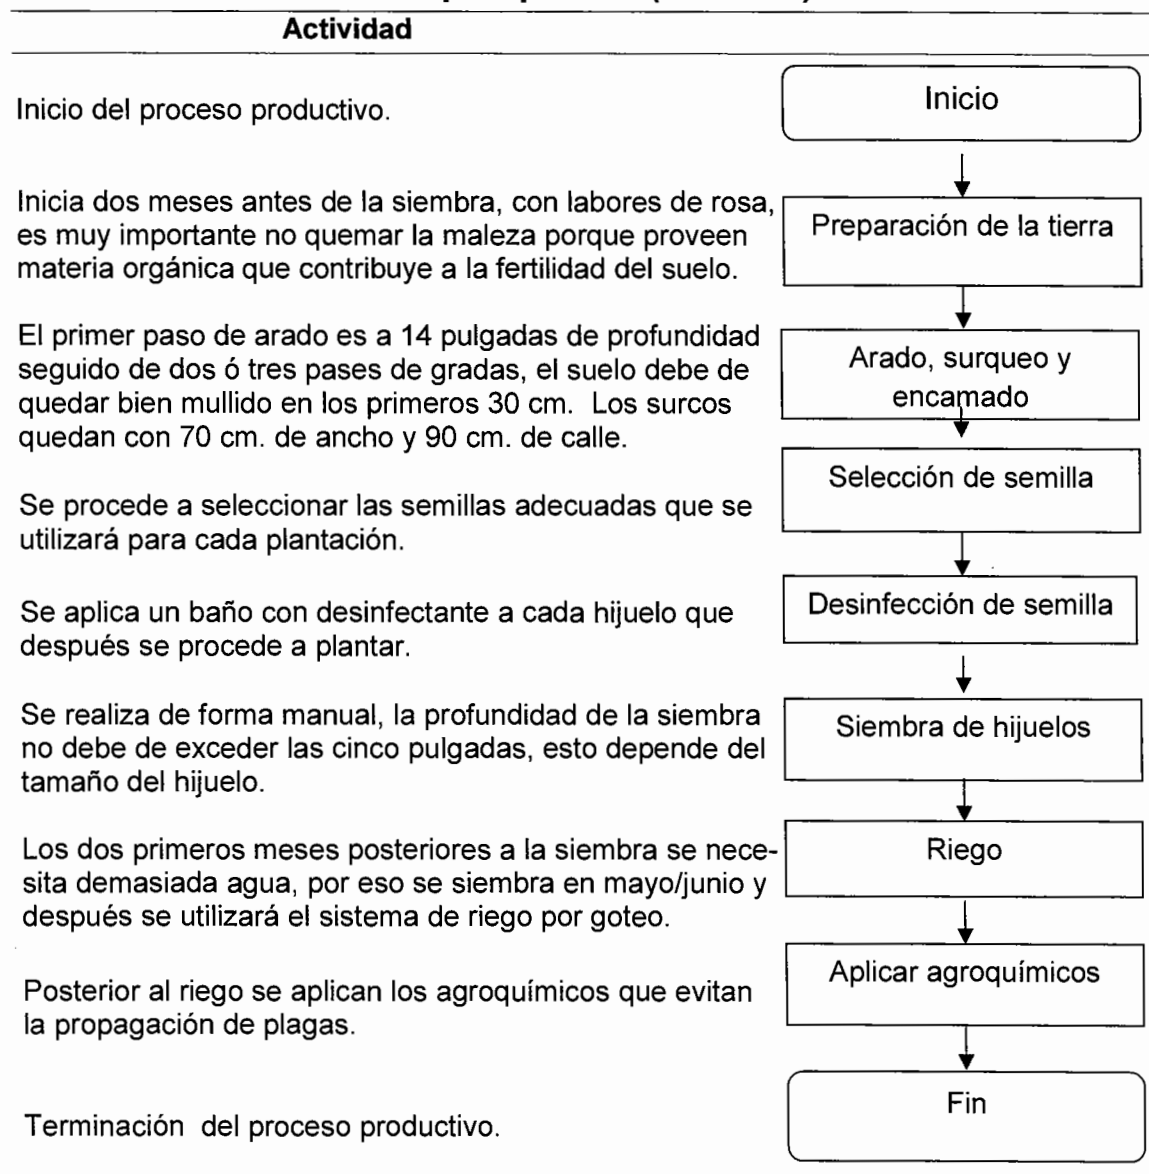 Actividad
Inicio del proceso productivo.
Inicio
Inicia dos meses antes de la siembra, con labores de rosa,
es muy importante no quemar la maleza porque proveen
materia orgánica que contribuye a la fertilidad del suelo.
Preparación de la tierra
El primer paso de arado es a 14 pulgadas de profundidad
seguido de dos ó tres pases de gradas, el suelo debe de
quedar bien mullido en los primeros 30 cm. Los surcos
quedan con 70 cm. de ancho y 90 cm. de calle.
Arado, surqueo y
encamado
Se procede a seleccionar las semillas adecuadas que se
utilizará para cada plantación.
Selección de semilla
Se aplica un baño con desinfectante a cada hijuelo que
después se procede a plantar.
Desinfección de semilla
Se realiza de forma manual, la profundidad de la siembra
no debe de exceder las cinco pulgadas, esto depende del
tamaño del hijuelo.
Siembra de hijuelos
Los dos primeros meses posteriores a la siembra se nece-
sita demasiada agua, por eso se siembra en mayo/junio y
después se utilizará el sistema de riego por goteo.
Riego
Posterior al riego se aplican los agroquímicos que evitan
la propagación de plagas.
Aplicar agroquímicos
Terminación del proceso productivo.
Fin